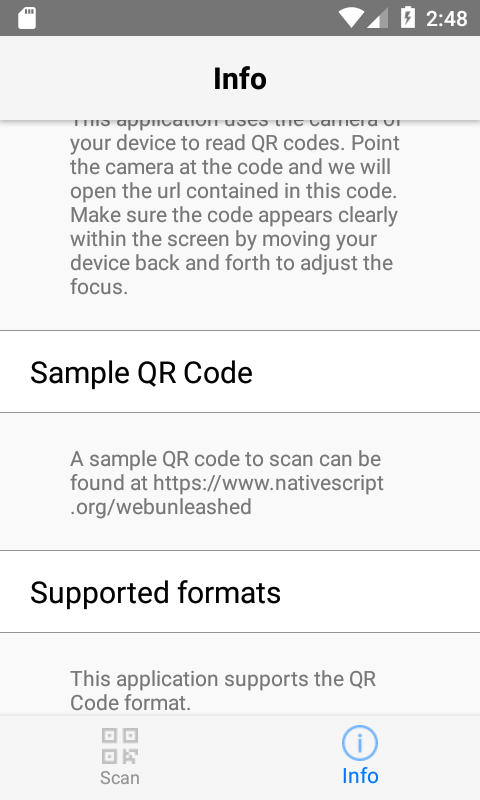 2:48
Info
This application uses the camera of
your device to read QR codes. Point
the camera at the code and we will
open the url contained in this code.
Make sure the code appears clearly
within the screen by moving your
device back and forth to adjust the
focus.
Sample QR Code
A sample QR code to scan can be
found at https://www.nativescript
.org/webunleashed
Supported formats
This application supports the QR
Code format.
Scan
Info